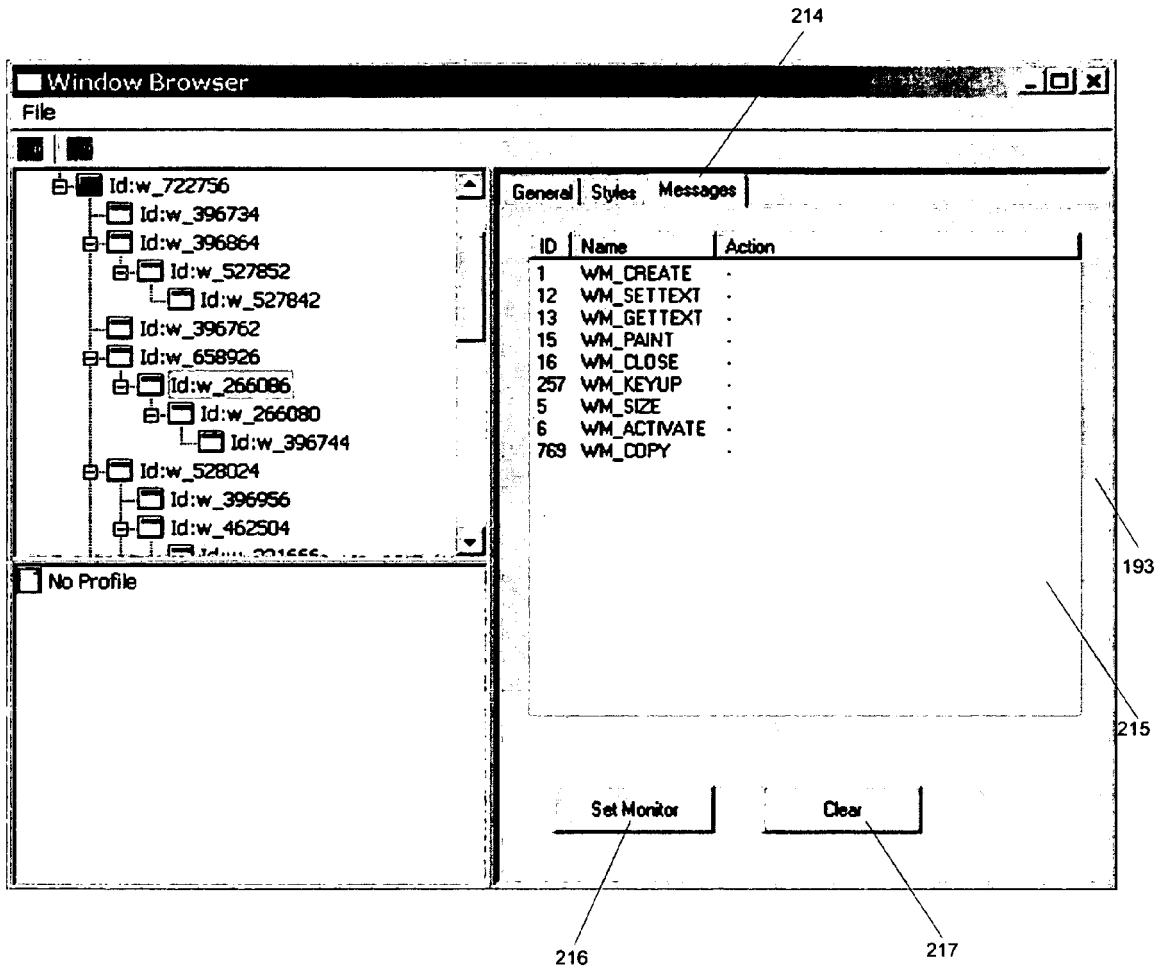 214
Window Browser
File
Id:w_722756
Id:w_396734
Id:w_396864
Id:w_527852
Id:w_527842
Id:w_396762
Id:w_658926
Id:w_266086
Id:w_266080
Id:w_396744
Id:w_528024
Id:w_396956
Id:w_462504
No Profile
General Styles Messages
ID Name Action
1 WM_CREATE -
12 WM_SETTEXT -
13 WM_GETTEXT -
15 WM_PAINT -
16 WM_CLOSE -
257 WM_KEYUP -
5 WM_SIZE -
6 WM_ACTIVATE -
769 WM_COPY -
193
215
Set Monitor Clear
216
217